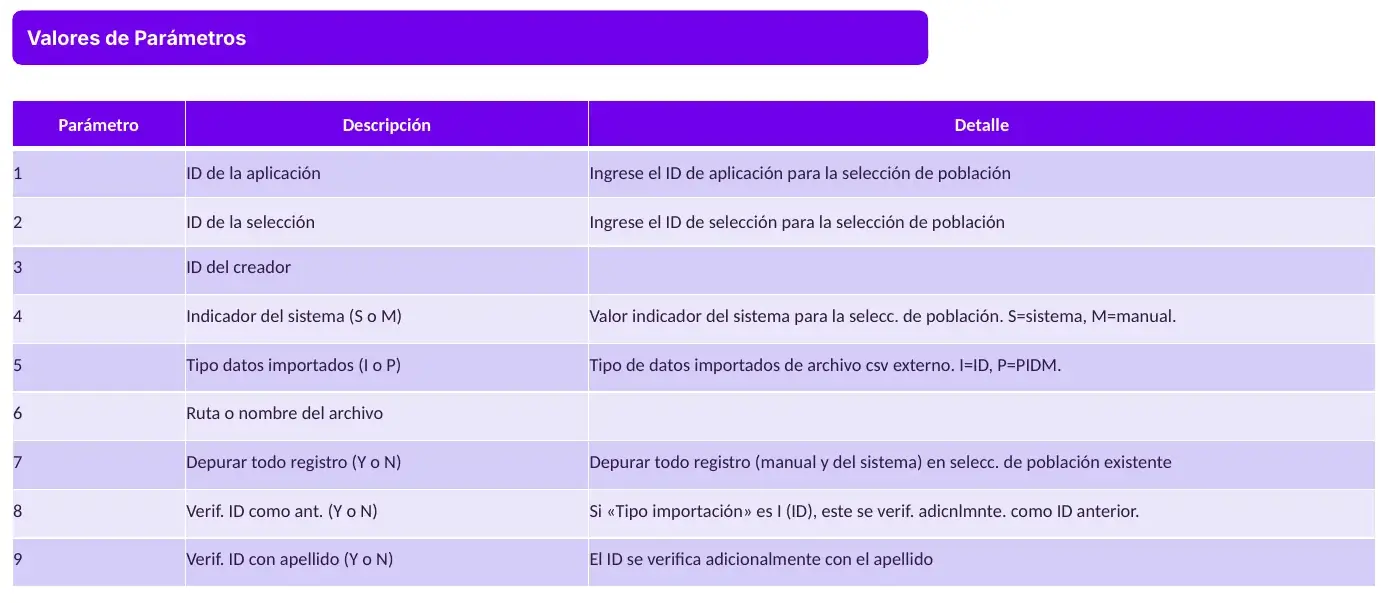 Valores de Parámetros
Parámetro Descripción Detalle
1 ID de la aplicación Ingrese el ID de aplicación para la selección de población
2 ID de la selección Ingrese el ID de selección para la selección de población
3 ID del creador
4 Indicador del sistema (S o M) Valor indicador del sistema para la selecc. de población. S=sistema, M=manual.
5 Tipo datos importados (I o P) Tipo de datos importados de archivo csv externo. I=ID, P=PIDM.
6 Ruta o nombre del archivo
7 Depurar todo registro (Y o N) Depurar todo registro (manual y del sistema) en selecc. de población existente
8 Verif. ID como ant. (Y o N) Si «Tipo importación» es I (ID), este se verif. adicnlmnte. como ID anterior.
9 Verif. ID con apellido (Y o N) El ID se verifica adicionalmente con el apellido